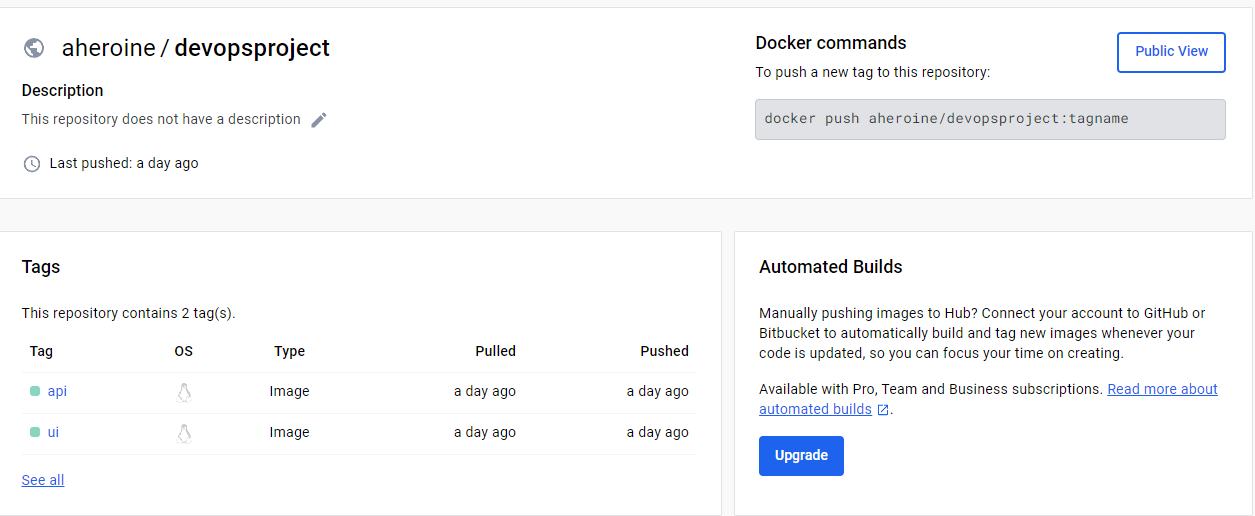 aheroine / devopsproject
Description
This repository does not have a description
Last pushed: a day ago
Docker commands
To push a new tag to this repository:
Public View
docker push aheroine/devopsproject:tagname
Tags
This repository contains 2 tag(s).
Tag OS Type Pulled Pushed
api Image a day ago a day ago
ui Image a day ago a day ago
See all
Automated Builds
Manually pushing images to Hub? Connect your account to GitHub or
Bitbucket to automatically build and tag new images whenever your
code is updated, so you can focus your time on creating.
Available with Pro, Team and Business subscriptions. Read more about
automated builds .
Upgrade